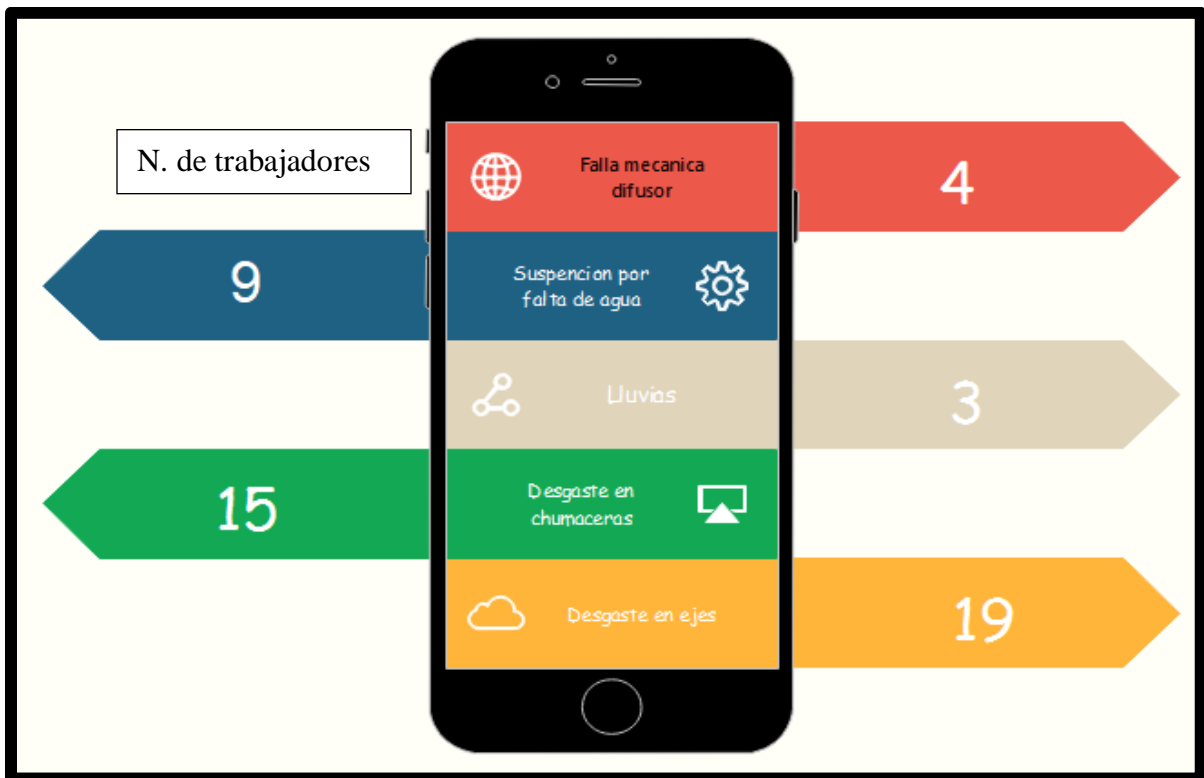 N. de trabajadores
Falla mecanica
difusor
4
9
Suspencion por
falta de agua
Lluvias
3
15
Desgaste en
chumaceras
Desgaste en ejes
19